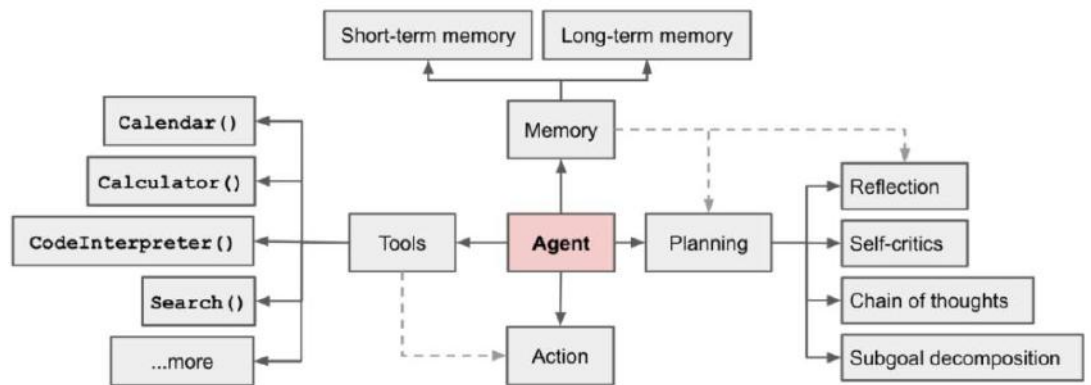 Short-term memory
Long-term memory
Calendar()
Memory
Calculator()
Reflection
CodeInterpreter()
Tools
Agent
Planning
Self-critics
Search()
Chain of thoughts
...more
Action
Subgoal decomposition